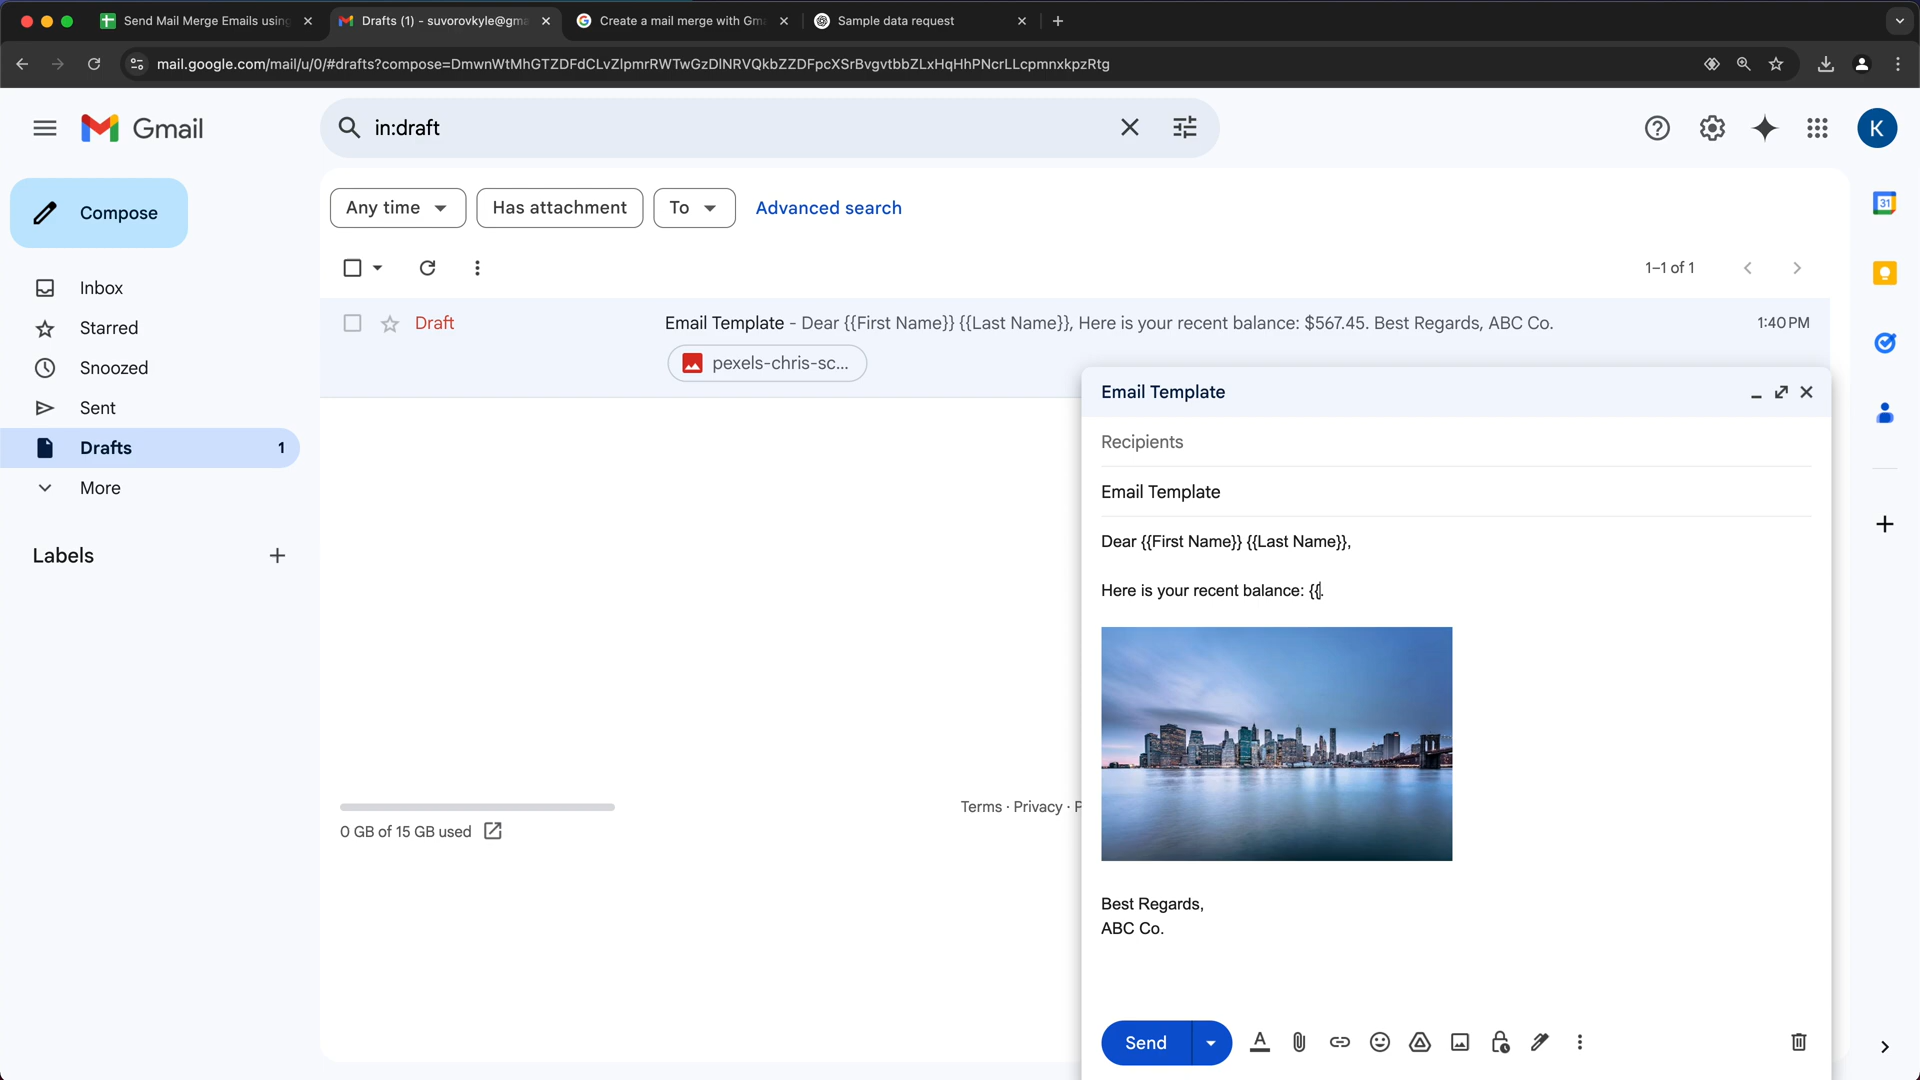 Send Mail Merge Emails using
Drafts (1) - suvorovkyle@gma
Create a mail merge with Gma
Sample data request
mail.google.com/mail/u/0/#drafts?compose=DmwnWtMhGTZDFdCLvZlpmrRWTwGzDlNRVQkbZZDFpcXSrBvgvtbbZLxHqHhPNcrLLcpmnxkpzRtg
Gmail
in:draft
K
Compose
Any time
Has attachment
To
Advanced search
31
Inbox
Starred
Snoozed
Sent
Drafts 1
More
Labels
1–1 of 1
Draft
Email Template - Dear {{First Name}} {{Last Name}}, Here is your recent balance: $567.45. Best Regards, ABC Co.
1:40 PM
pexels-chris-sc...
Email Template
Recipients
Email Template
Dear {{First Name}} {{Last Name}},
Here is your recent balance: {{.
Best Regards,
ABC Co.
Terms · Privacy · P
0 GB of 15 GB used
Send